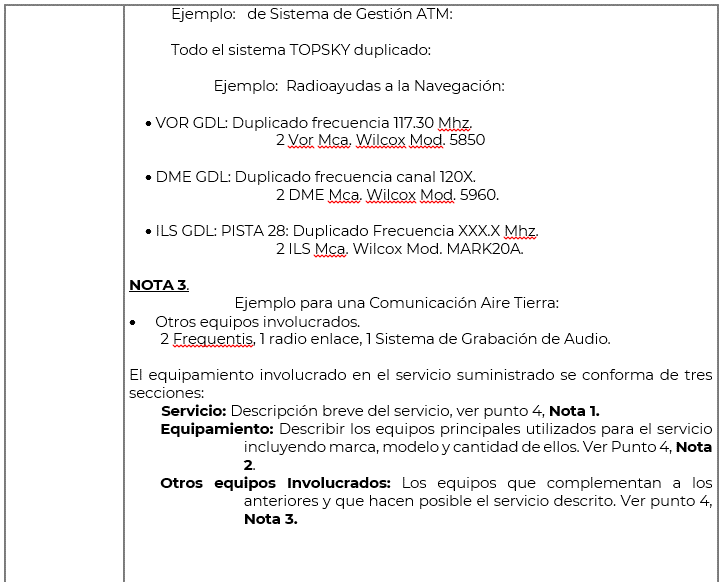 Ejemplo: de Sistema de Gestión ATM:
Todo el sistema TOPSKY duplicado:
Ejemplo: Radioayudas a la Navegación:
• VOR GDL: Duplicado frecuencia 117.30 Mhz.
2 Vor Mca. Wilcox Mod. 5850
• DME GDL: Duplicado frecuencia canal 120X.
2 DME Mca. Wilcox Mod. 5960.
• ILS GDL: PISTA 28: Duplicado Frecuencia XXX.X Mhz.
2 ILS Mca. Wilcox Mod. MARK20A.
NOTA 3.
Ejemplo para una Comunicación Aire Tierra:
• Otros equipos involucrados.
2 Frequentis, 1 radio enlace, 1 Sistema de Grabación de Audio.
El equipamiento involucrado en el servicio suministrado se conforma de tres
secciones:
Servicio: Descripción breve del servicio, ver punto 4, Nota 1.
Equipamiento: Describir los equipos principales utilizados para el servicio
incluyendo marca, modelo y cantidad de ellos. Ver Punto 4, Nota
2.
Otros equipos Involucrados: Los equipos que complementan a los
anteriores y que hacen posible el servicio descrito. Ver punto 4,
Nota 3.